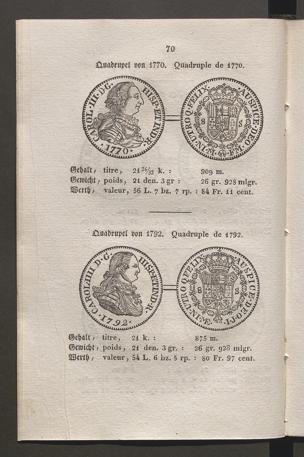 70
Quadrupel von 1770. Quadruple de 1770.
CAROL·III·D·G· HISP·ET IND·R·
·1770·
IN·UTROQ·FELIX· AUSPICE·DEO·
8 S
Gehalt, titre, 21 k. : 909 m.
Gewicht, poids, 21 den. 3 gr : 26 gr. 928 mlgr.
Werth, valeur, 56 L. 7 bz. 7 rp. : 84 Fr. 11 cent.
Quadrupel von 1792. Quadruple de 1792.
CAROL·IIII·D·G· HISP·ET IND·R·
·1792·
IN·UTROQ·FELIX· AUSPICE·DEO·
8 S
Gehalt, titre, 21 k. : 875 m.
Gewicht, poids, 21 den. 3 gr. : 26 gr. 928 mgr.
Werth, valeur, 54 L. 6 bz. 5 rp. : 80 Fr. 97 cent.